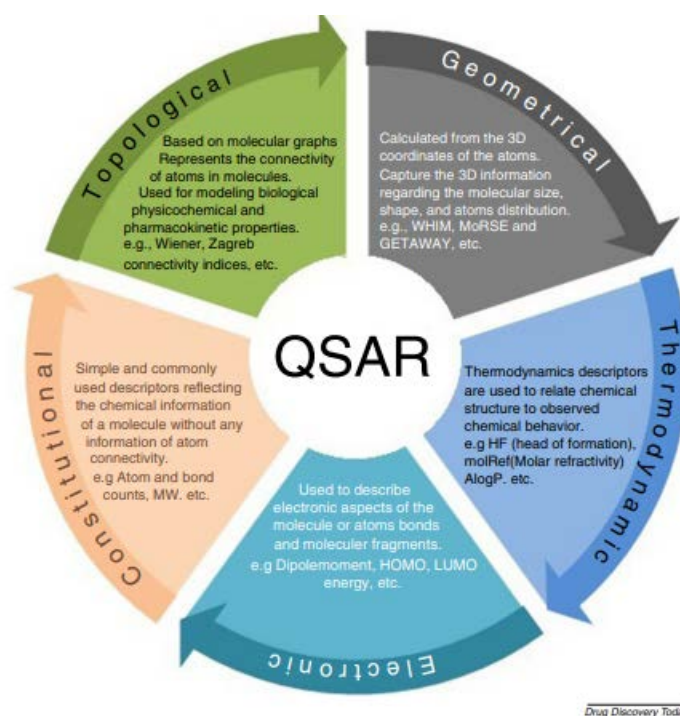 Topological
Based on molecular graphs
Represents the connectivity
of atoms in molecules.
Used for modeling biological
physicochemical and
pharmacokinetic properties.
e.g., Wiener, Zagreb
connectivity indices, etc.
Geometrical
Calculated from the 3D
coordinates of the atoms.
Capture the 3D information
regarding the molecular size,
shape, and atoms distribution.
e.g., WHIM, MoRSE and
GETAWAY, etc.
QSAR
Thermodynamic
Thermodynamics descriptors
are used to relate chemical
structure to observed
chemical behavior.
e.g HF (head of formation),
molRef(Molar refractivity)
AlogP. etc.
Electronic
Used to describe
electronic aspects of the
molecule or atoms bonds
and moleculer fragments.
e.g Dipolemoment, HOMO, LUMO
energy, etc.
Constitutional
Simple and commonly
used descriptors reflecting
the chemical information
of a molecule without any
information of atom
connectivity.
e.g Atom and bond
counts, MW. etc.
Drug Discovery